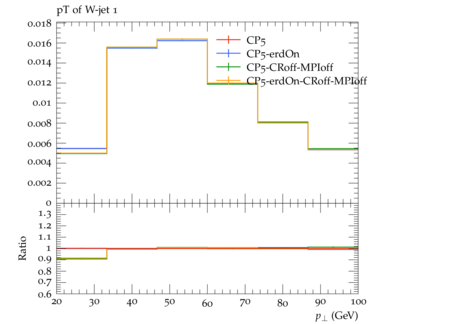 pT of W-jet 1
0.018
0.016
0.014
0.012
0.01
0.008
0.006
0.004
0.002
0
CP5
CP5-erdOn
CP5-CRoff-MPIoff
CP5-erdOn-CRoff-MPIoff
1.3
1.2
1.1
1
0.9
0.8
0.7
0.6
Ratio
20 30 40 50 60 70 80 90 100
p⊥ (GeV)